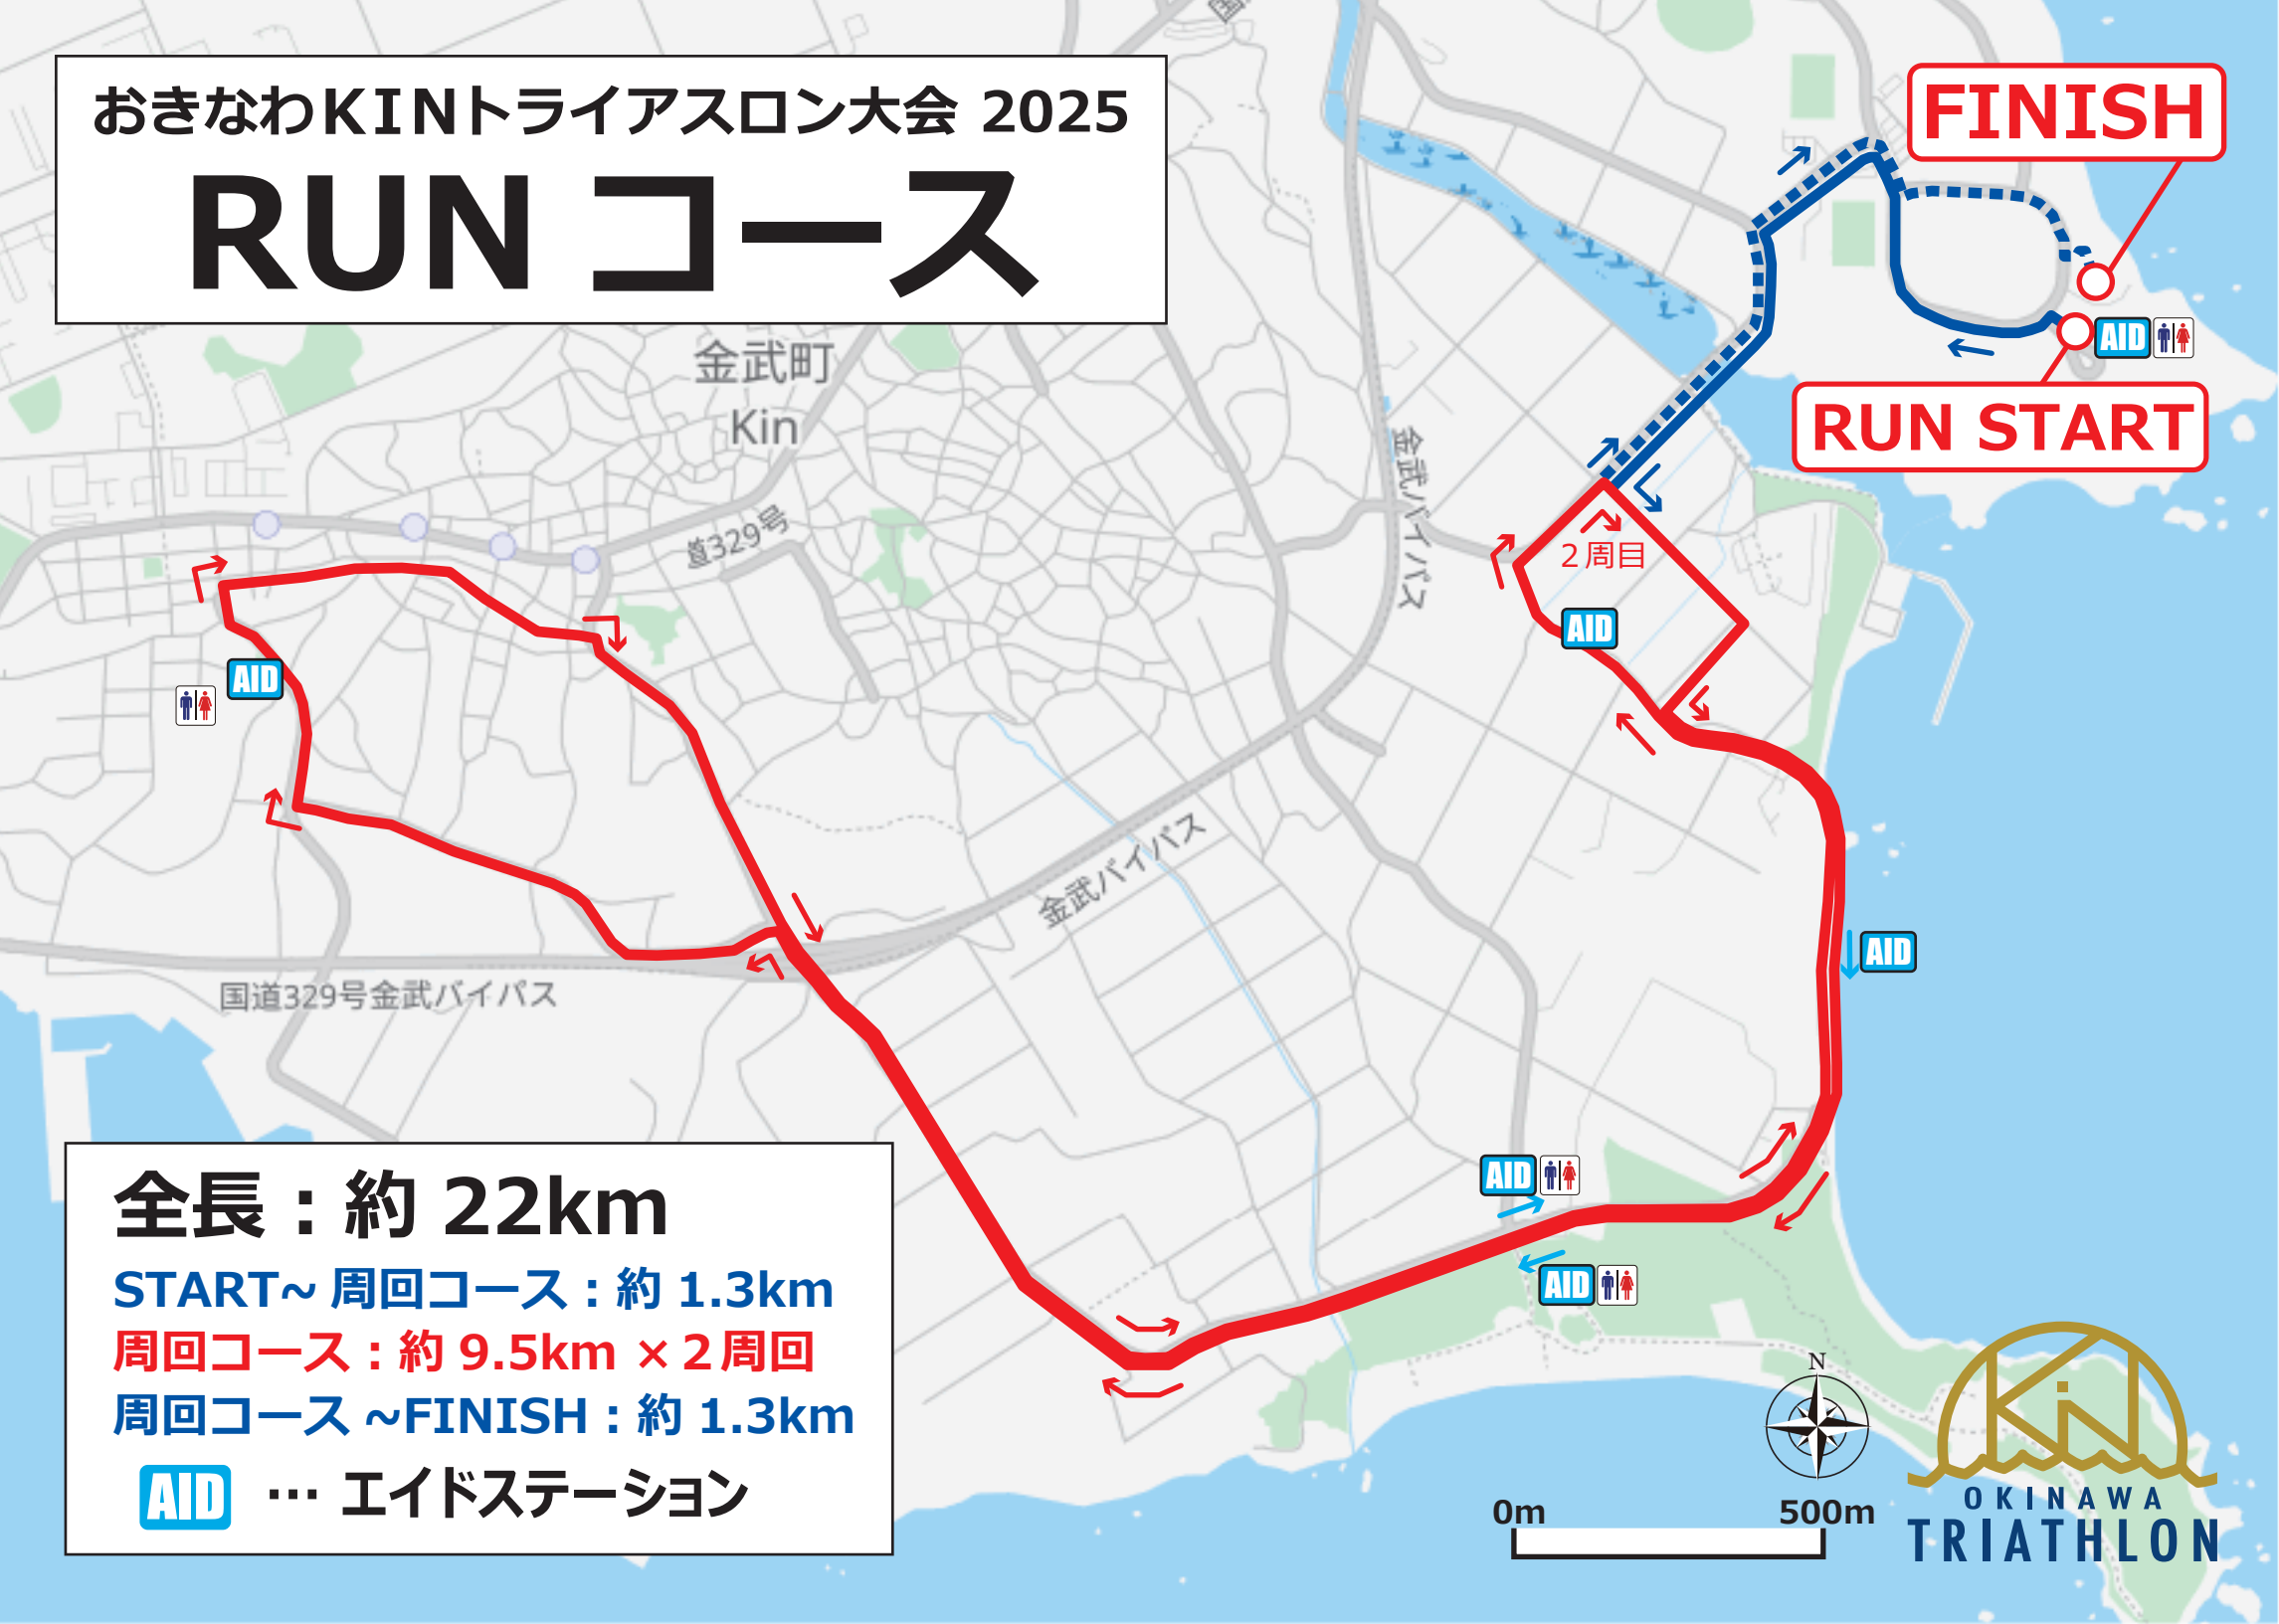 おきなわKINトライアスロン大会 2025
RUN コース
FINISH
AID
RUN START
金武町
Kin
道329号
金武バイパス
２周目
AID
AID
金武バイパス
国道329号金武バイパス
AID
AID
AID
全長：約 22km
START~ 周回コース：約 1.3km
周回コース：約 9.5km ×２周回
周回コース ~FINISH：約 1.3km
AID … エイドステーション
N
0m 500m
KiN
OKINAWA
TRIATHLON